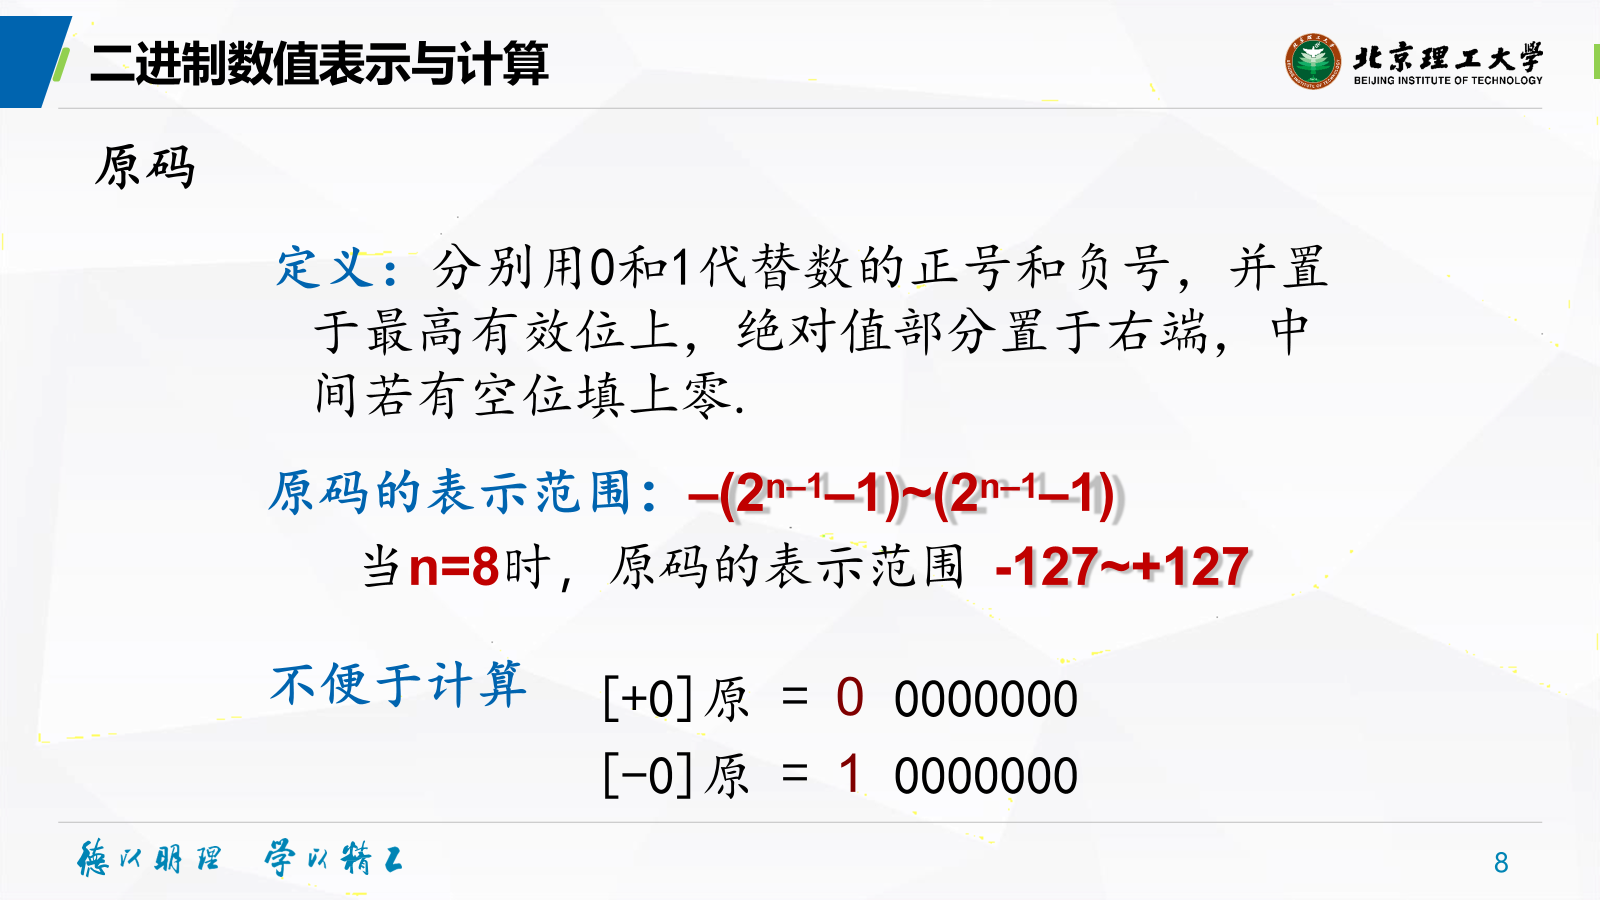 二进制数值表示与计算
北京理工大学
BEIJING INSTITUTE OF TECHNOLOGY
原码
定义：分别用0和1代替数的正号和负号，并置
于最高有效位上，绝对值部分置于右端，中
间若有空位填上零.
原码的表示范围：–(2ⁿ⁻¹–1)~(2ⁿ⁻¹–1)
当n=8时，原码的表示范围 -127~+127
不便于计算
[+0]原 = 0 0000000
[−0]原 = 1 0000000
德以明理 学以精工
8